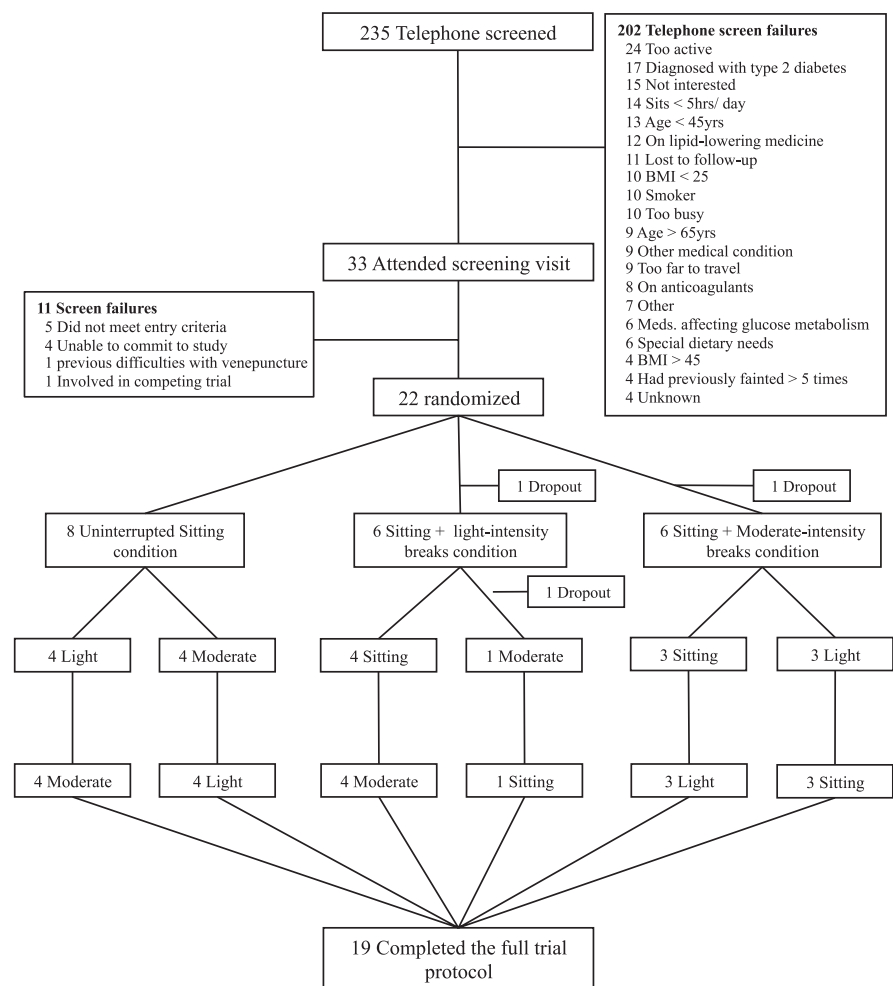 235 Telephone screened
202 Telephone screen failures
24 Too active
17 Diagnosed with type 2 diabetes
15 Not interested
14 Sits < 5hrs/ day
13 Age < 45yrs
12 On lipid-lowering medicine
11 Lost to follow-up
10 BMI < 25
10 Smoker
10 Too busy
9 Age > 65yrs
9 Other medical condition
9 Too far to travel
8 On anticoagulants
7 Other
6 Meds. affecting glucose metabolism
6 Special dietary needs
4 BMI > 45
4 Had previously fainted > 5 times
4 Unknown
33 Attended screening visit
11 Screen failures
5 Did not meet entry criteria
4 Unable to commit to study
1 previous difficulties with venepuncture
1 Involved in competing trial
22 randomized
1 Dropout
1 Dropout
8 Uninterrupted Sitting
condition
6 Sitting + light-intensity
breaks condition
6 Sitting + Moderate-intensity
breaks condition
1 Dropout
4 Light
4 Moderate
4 Sitting
1 Moderate
3 Sitting
3 Light
4 Moderate
4 Light
4 Moderate
1 Sitting
3 Light
3 Sitting
19 Completed the full trial
protocol